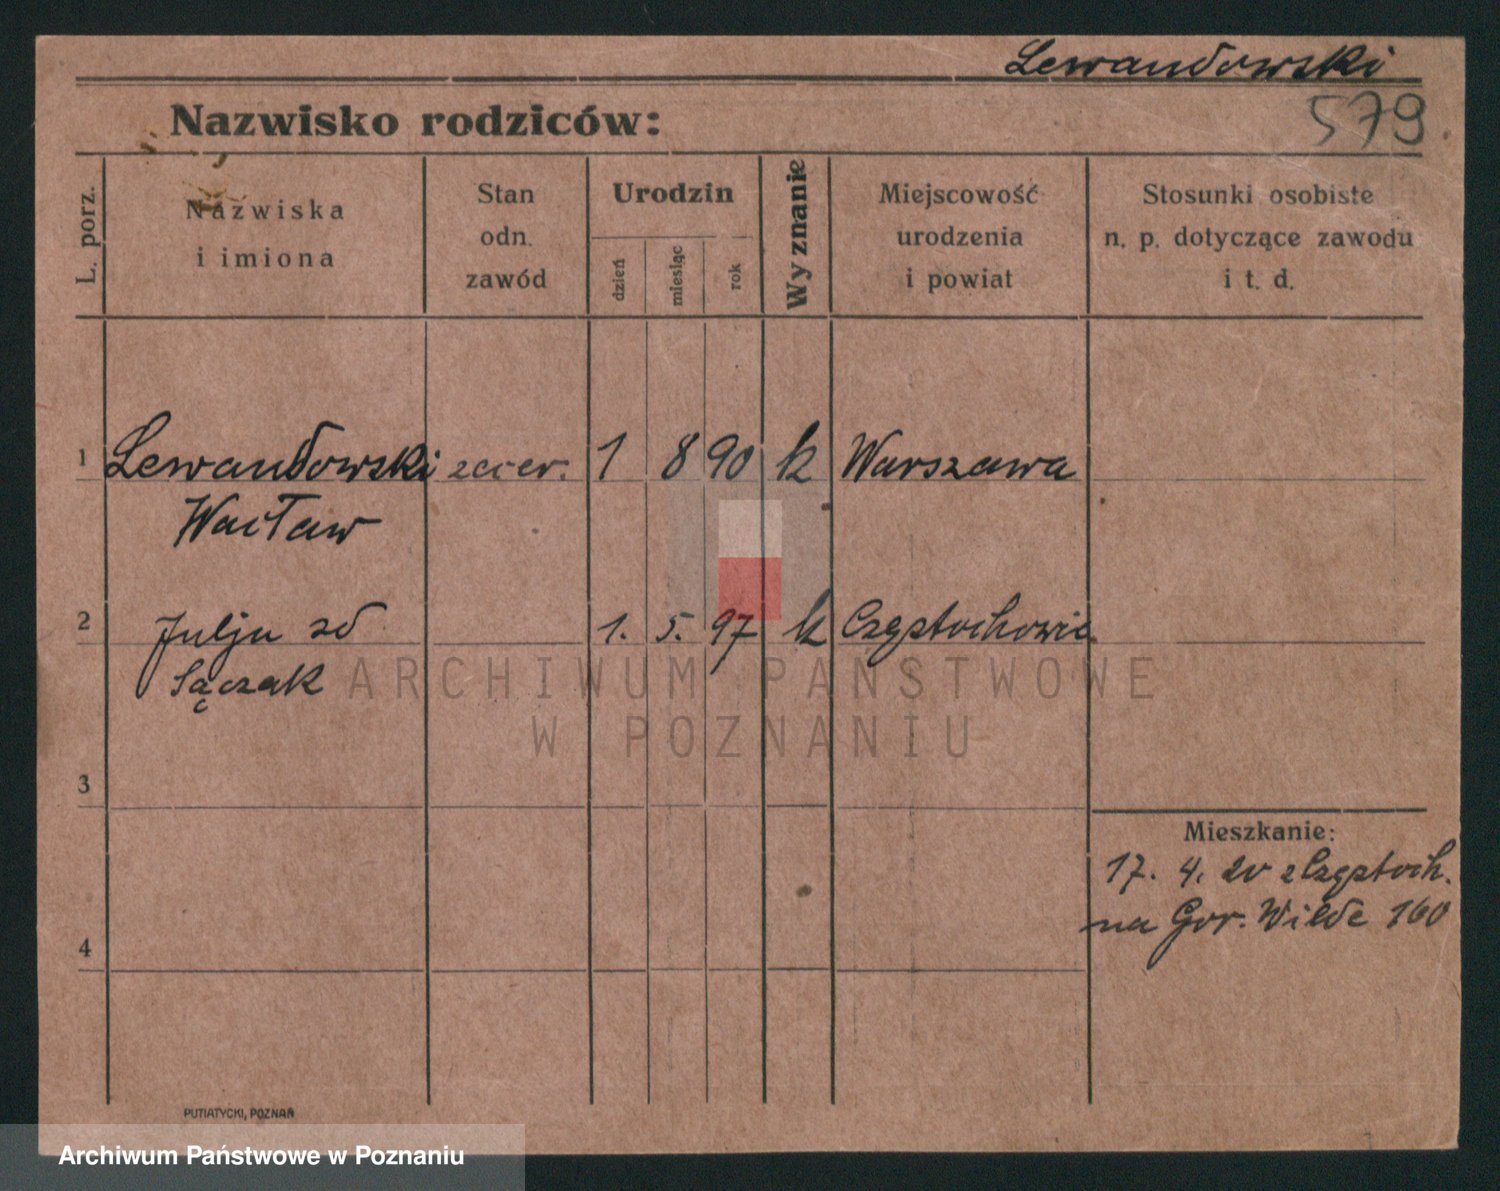 Lewandowski
579
Nazwisko rodziców:
L. porz.
Nazwiska
i imiona
Stan
odn.
zawód
Urodzin
dzień
miesiąc
rok
Wyznanie
Miejscowość
urodzenia
i powiat
Stosunki osobiste
n. p. dotyczące zawodu
i t. d.
1 Lewandowski zecer. 1 8 90 k Warszawa
Wacław
2 Julja zd 1. 5. 97 k Częstochowie
Sączak
ARCHIWUM PAŃSTWOWE
W POZNANIU
3
Mieszkanie:
17. 4. 20 z Częstoch.
na Gor. Wilde 160
4
PUTIATYCKI, POZNAŃ
Archiwum Państwowe w Poznaniu